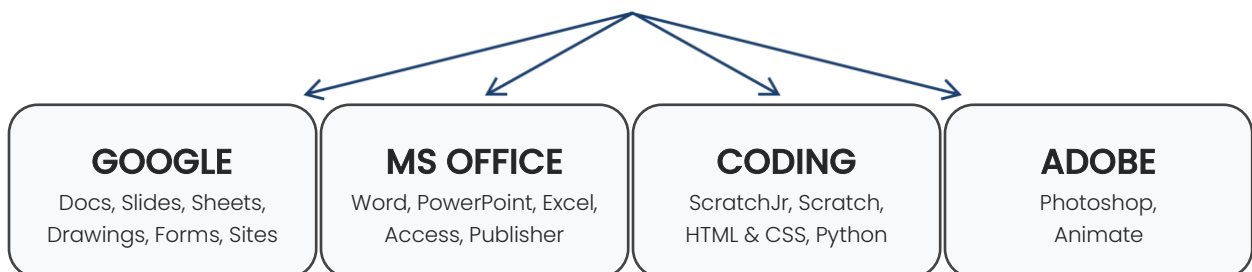 GOOGLE
Docs, Slides, Sheets,
Drawings, Forms, Sites
MS OFFICE
Word, PowerPoint, Excel,
Access, Publisher
CODING
ScratchJr, Scratch,
HTML & CSS, Python
ADOBE
Photoshop,
Animate